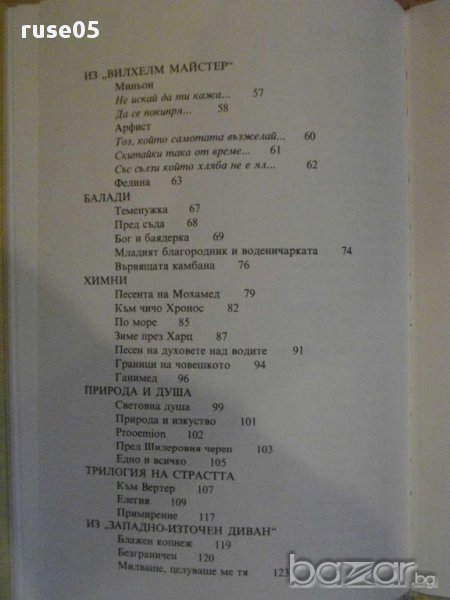 ruse05
ИЗ „ВИЛХЕЛМ МАЙСТЕР“
Миньон
Не искай да ти кажа... 57
Да се покипря... 58
Арфист
Тоз, който самотата възжелай... 60
Скитайки така от време... 61
Със сълзи който хляба не е ял... 62
Фелина 63
БАЛАДИ
Теменужка 67
Пред съда 68
Бог и баядерка 69
Младият благородник и воденичарката 74
Вървящата камбана 76
ХИМНИ
Песента на Мохамед 79
Към чичо Хронос 82
По море 85
Зиме през Харц 87
Песен на духовете над водите 91
Граници на човешкото 94
Ганимед 96
ПРИРОДА И ДУША
Световна душа 99
Природа и изкуство 101
Prooemion 102
Пред Шилеровия череп 103
Едно и всичко 105
ТРИЛОГИЯ НА СТРАСТТА
Към Вертер 107
Елегия 109
Примирение 117
ИЗ „ЗАПАДНО-ИЗТОЧЕН ДИВАН“
Блажен копнеж 119
Безграничен 120
Милваше, целуваше ме тя 123
bazar.бг